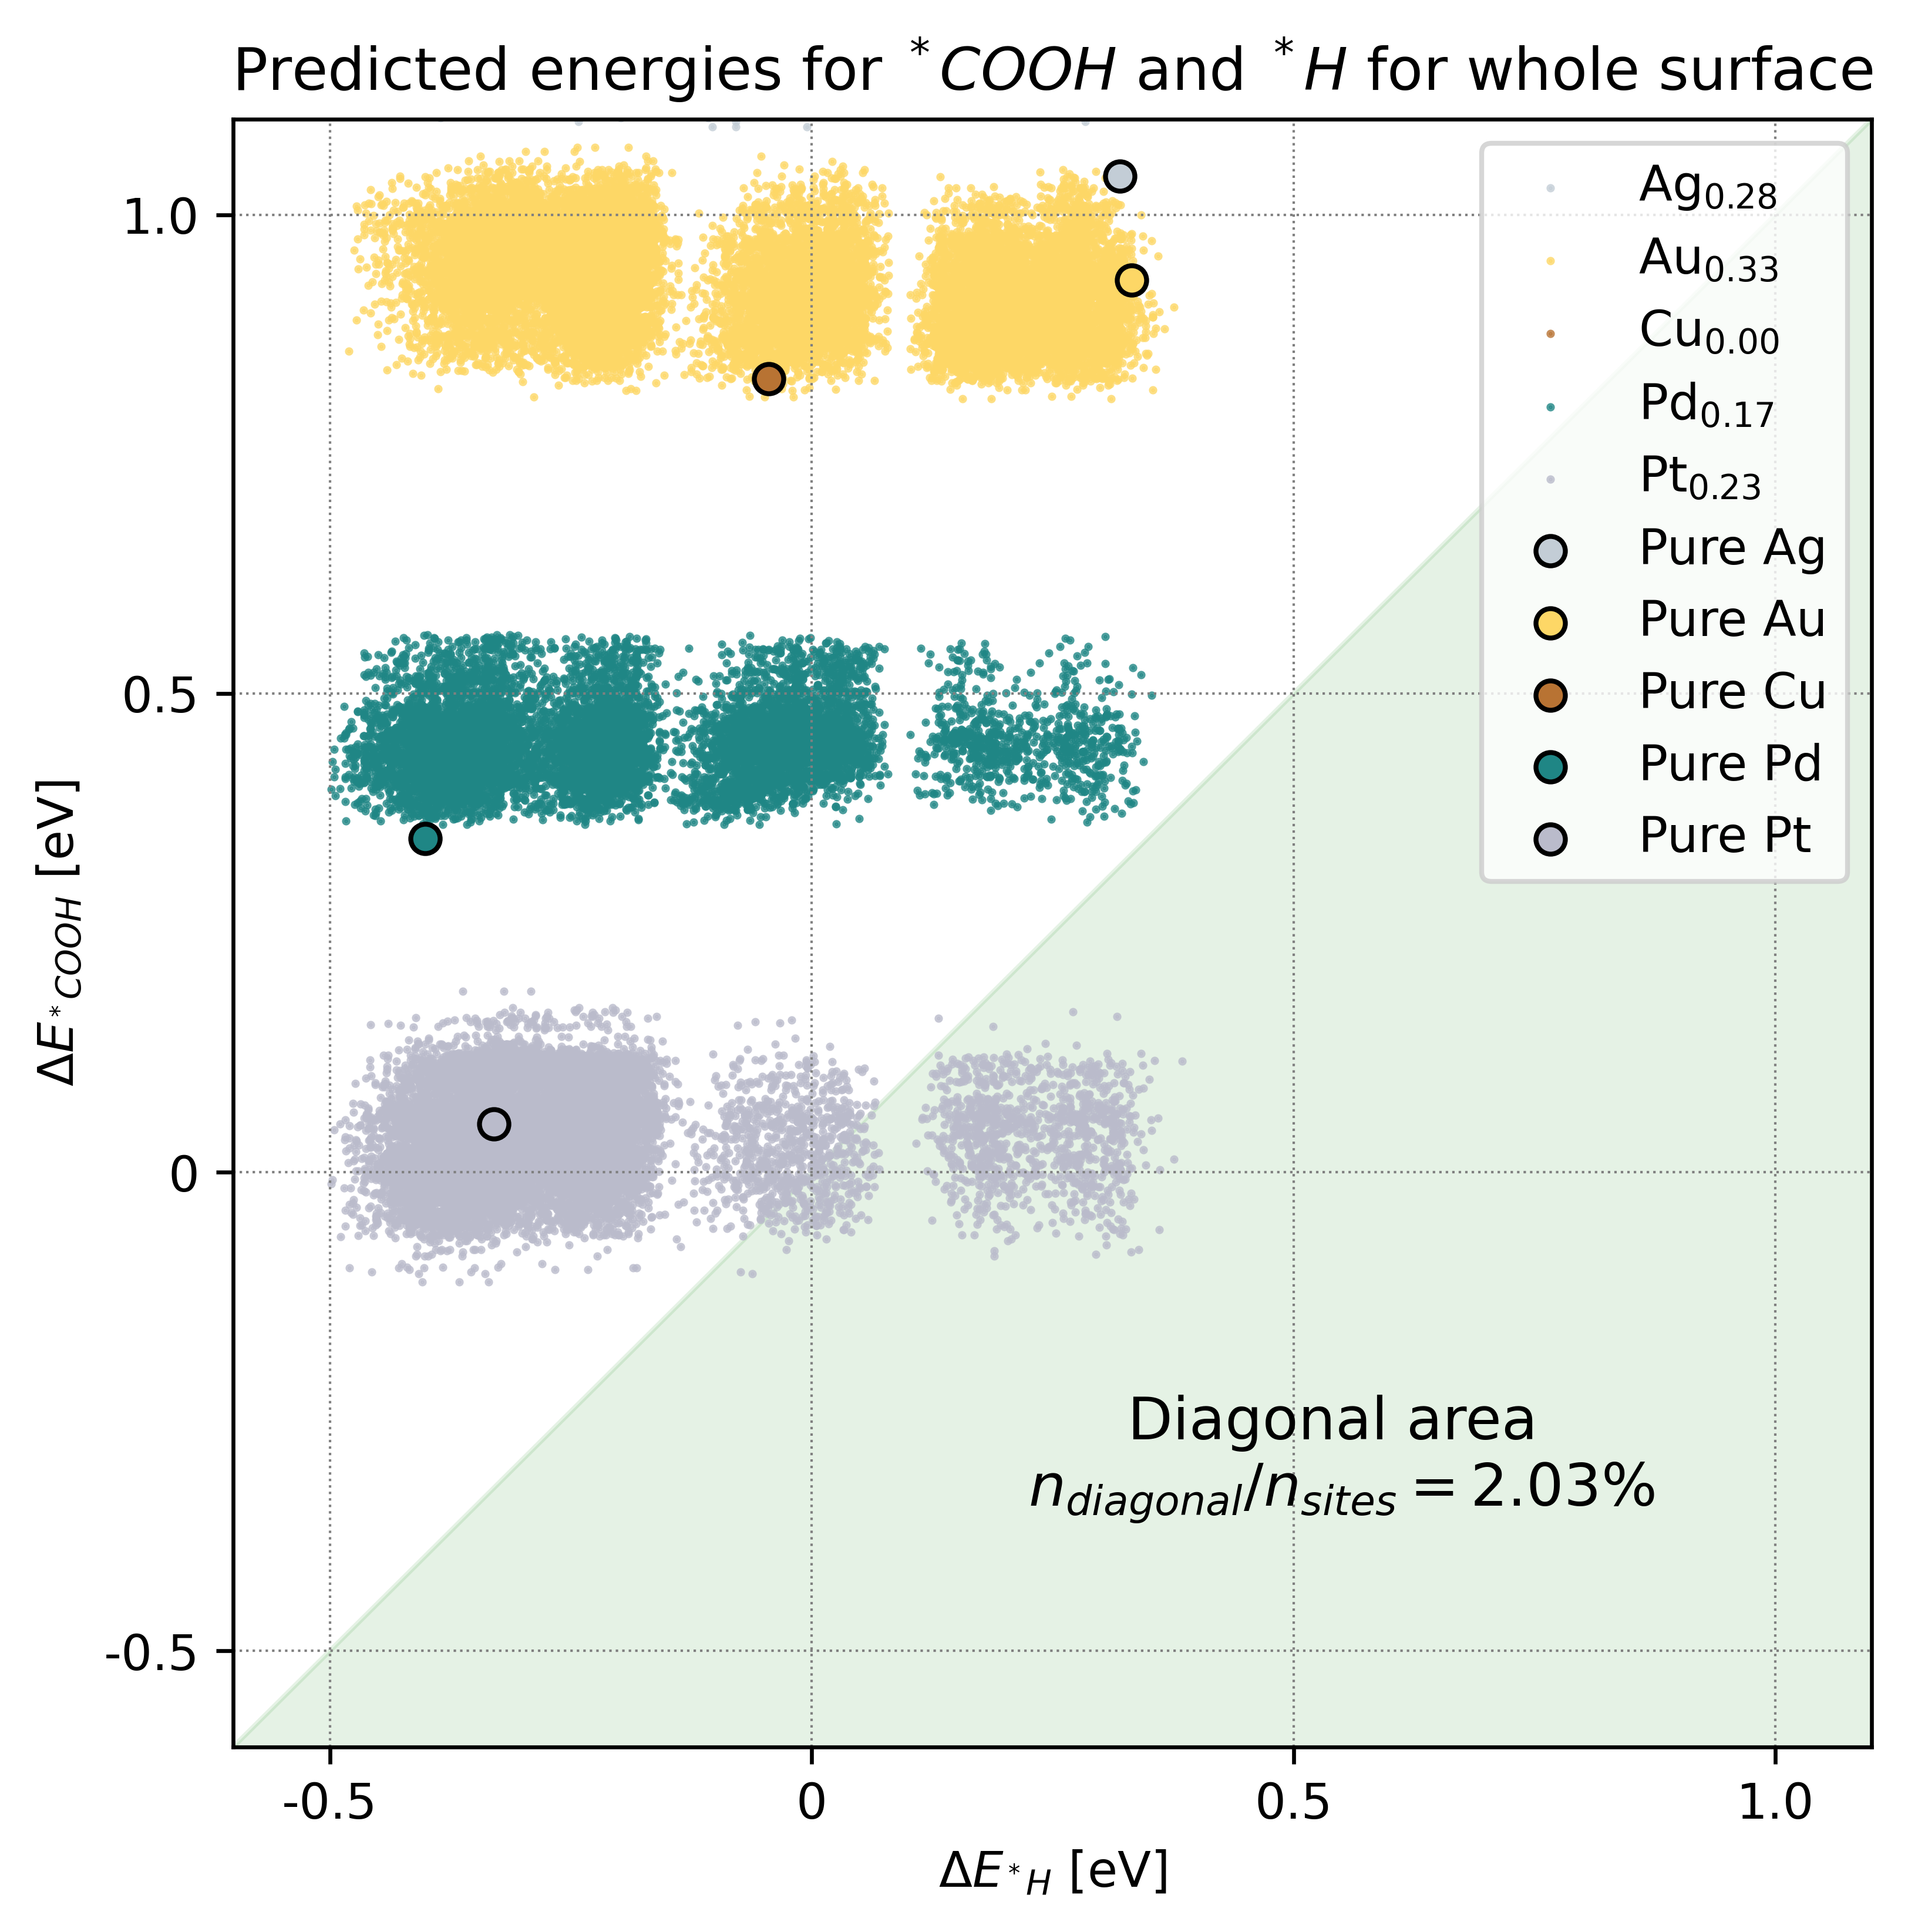 Predicted energies for *COOH and *H for whole surface
1.0
0.5
0
-0.5
ΔE*COOH [eV]
Ag0.28
Au0.33
Cu0.00
Pd0.17
Pt0.23
Pure Ag
Pure Au
Pure Cu
Pure Pd
Pure Pt
Diagonal area
ndiagonal/nsites = 2.03%
-0.5 0 0.5 1.0
ΔE*H [eV]